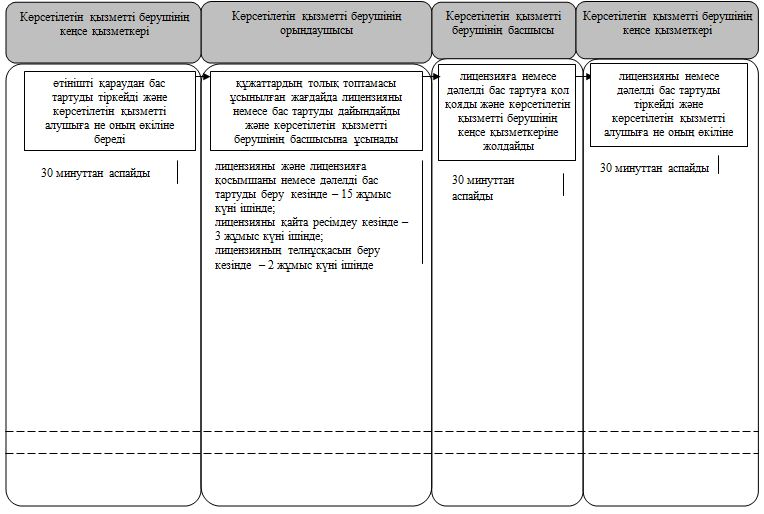 Көрсетілетін қызметті берушінің
кеңсе қызметкері
Көрсетілетін қызметті берушінің
орындаушысы
Көрсетілетін қызметті
берушінің басшысы
Көрсетілетін қызметті берушінің
кеңсе қызметкері
өтінішті қараудан бас
тартуды тіркейді және
көрсетілетін қызметті
алушыға не оның өкіліне
береді
30 минуттан аспайды
құжаттардың толық топтамасы
ұсынылған жағдайда лицензияны
немесе бас тартуды дайындайды
және көрсетілетін қызметті
берушінің басшысына ұсынады
лицензияны және лицензияға
қосымшаны немесе дәлелді бас
тартуды беру кезінде – 15 жұмыс
күні ішінде;
лицензияны қайта ресімдеу кезінде –
3 жұмыс күні ішінде;
лицензияның телнұсқасын беру
кезінде – 2 жұмыс күні ішінде
лицензияға немесе
дәлелді бас тартуға қол
қояды және көрсетілетін
қызметті берушінің
кеңсе қызметкеріне
жолдайды
30 минуттан
аспайды
лицензияны немесе
дәлелді бас тартуды
тіркейді және
көрсетілетін қызметті
алушыға не оның өкіліне
30 минуттан аспайды